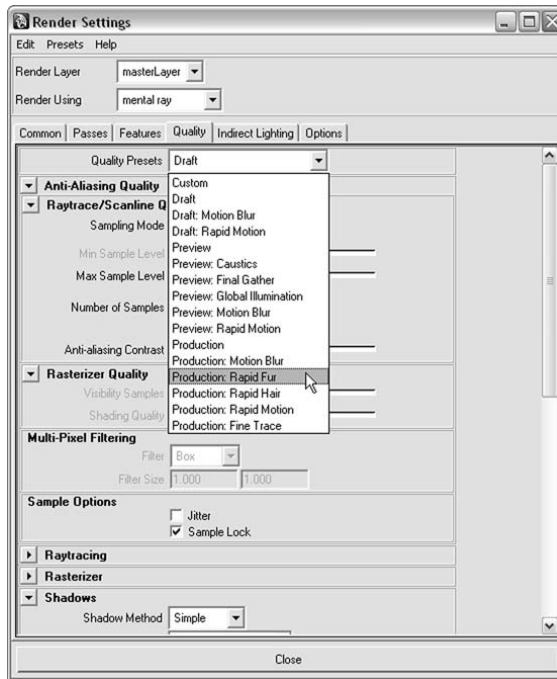 Render Settings
Edit Presets Help
Render Layer masterLayer
Render Using mental ray
Common Passes Features Quality Indirect Lighting Options
Quality Presets Draft
Custom
Draft
Draft: Motion Blur
Draft: Rapid Motion
Preview
Preview: Caustics
Preview: Final Gather
Preview: Global Illumination
Preview: Motion Blur
Preview: Rapid Motion
Production
Production: Motion Blur
Production: Rapid Fur
Production: Rapid Hair
Production: Rapid Motion
Production: Fine Trace
Anti-Aliasing Quality
Raytrace/Scanline Q
Sampling Mode
Min Sample Level
Max Sample Level
Number of Samples
Anti-aliasing Contrast
Rasterizer Quality
Visibility Samples
Shading Quality
Multi-Pixel Filtering
Filter Box
Filter Size 1.000 1.000
Sample Options
Jitter
Sample Lock
Raytracing
Rasterizer
Shadows
Shadow Method Simple
Close